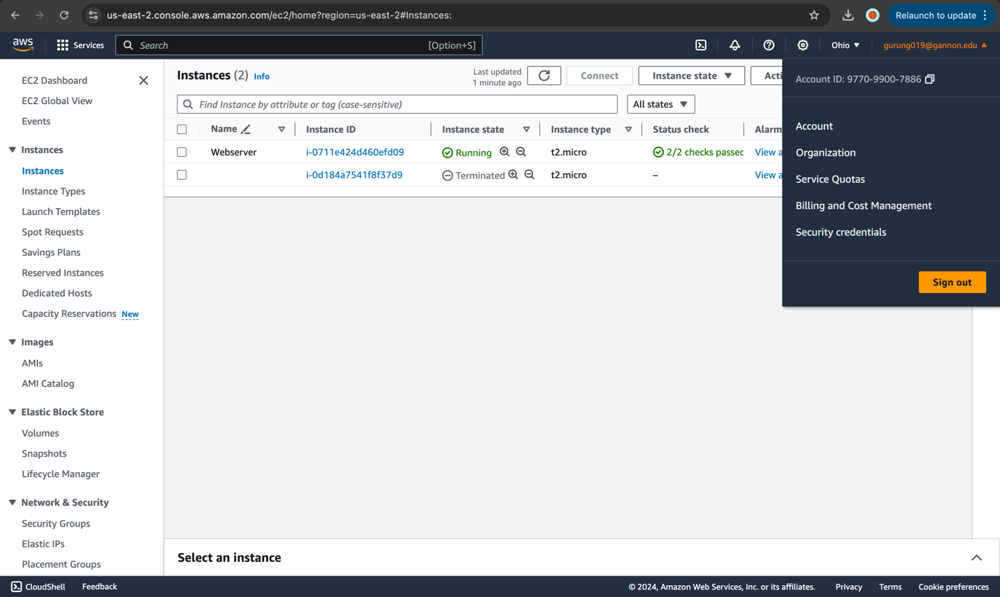 us-east-2.console.aws.amazon.com/ec2/home?region=us-east-2#Instances:
Relaunch to update
aws
Services
Search
[Option+S]
Ohio
gurung019@gannon.edu
EC2 Dashboard
EC2 Global View
Events
Instances
Instances
Instance Types
Launch Templates
Spot Requests
Savings Plans
Reserved Instances
Dedicated Hosts
Capacity Reservations New
Images
AMIs
AMI Catalog
Elastic Block Store
Volumes
Snapshots
Lifecycle Manager
Network & Security
Security Groups
Elastic IPs
Placement Groups
Instances (2) Info
Last updated
1 minute ago
Connect
Instance state
Acti
Find Instance by attribute or tag (case-sensitive)
All states
Name Instance ID Instance state Instance type Status check Alarm
Webserver i-0711e424d460efd09 Running t2.micro 2/2 checks passed View a
i-0d184a7541f8f37d9 Terminated t2.micro – View a
Account ID: 9770-9900-7886
Account
Organization
Service Quotas
Billing and Cost Management
Security credentials
Sign out
Select an instance
CloudShell
Feedback
© 2024, Amazon Web Services, Inc. or its affiliates.
Privacy
Terms
Cookie preferences